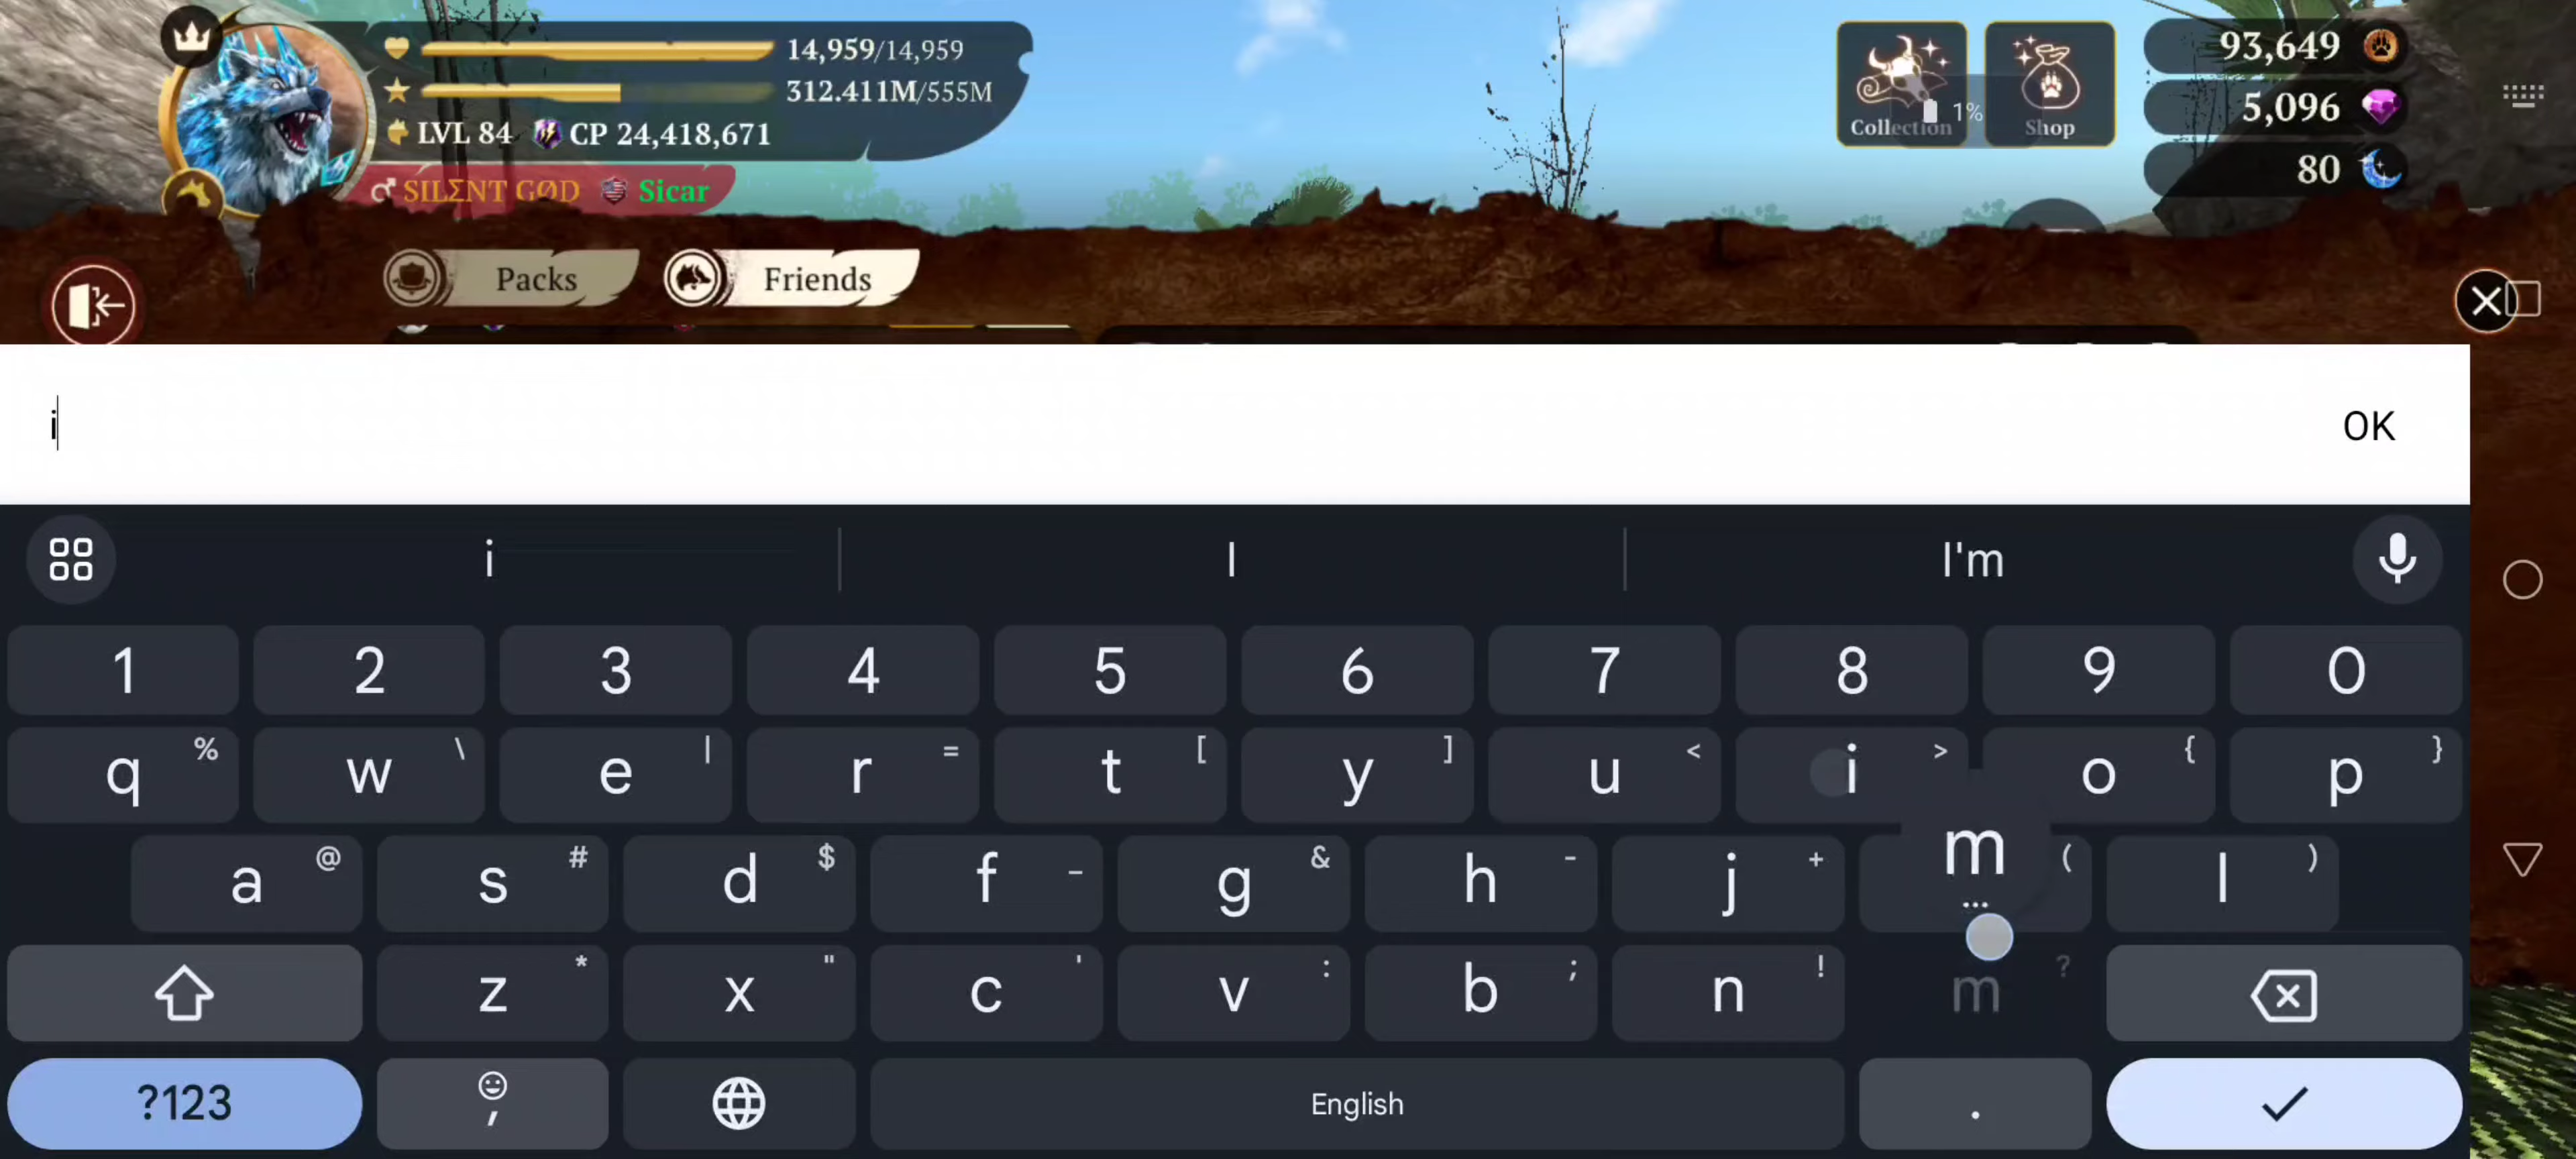 14,959/14,959
312.411M/555M
LVL 84 CP 24,418,671
SILΣNT GØD Sicar
Collection
1%
Shop
93,649
5,096
80
Packs
Friends
i
OK
i I I'm
1 2 3 4 5 6 7 8 9 0
q % w \ e | r = t [ y ] u < i > o { p }
a @ s # d $ f _ g & h - j + ( l )
m
...
z * x " c ' v : b ; n ! m ?
?123 , English .